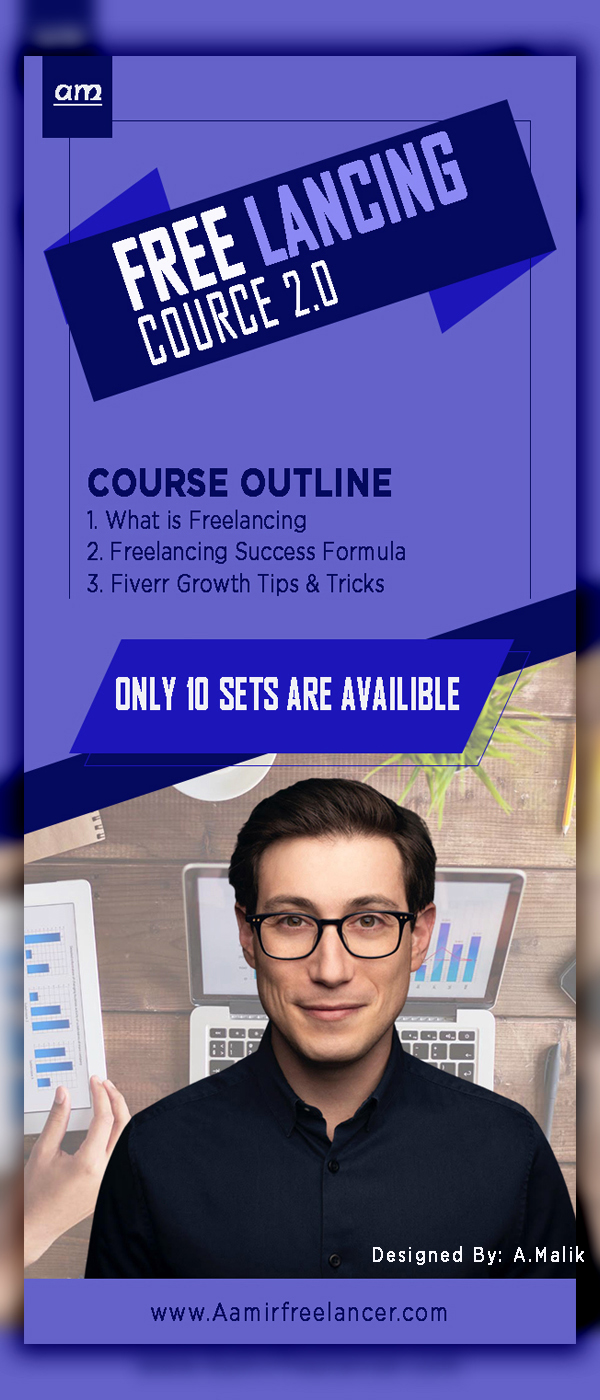 am
FREE LANCING
COURCE 2.0
COURSE OUTLINE
1. What is Freelancing
2. Freelancing Success Formula
3. Fiverr Growth Tips & Tricks
ONLY 10 SETS ARE AVAILIBLE
Designed By: A.Malik
www.Aamirfreelancer.com